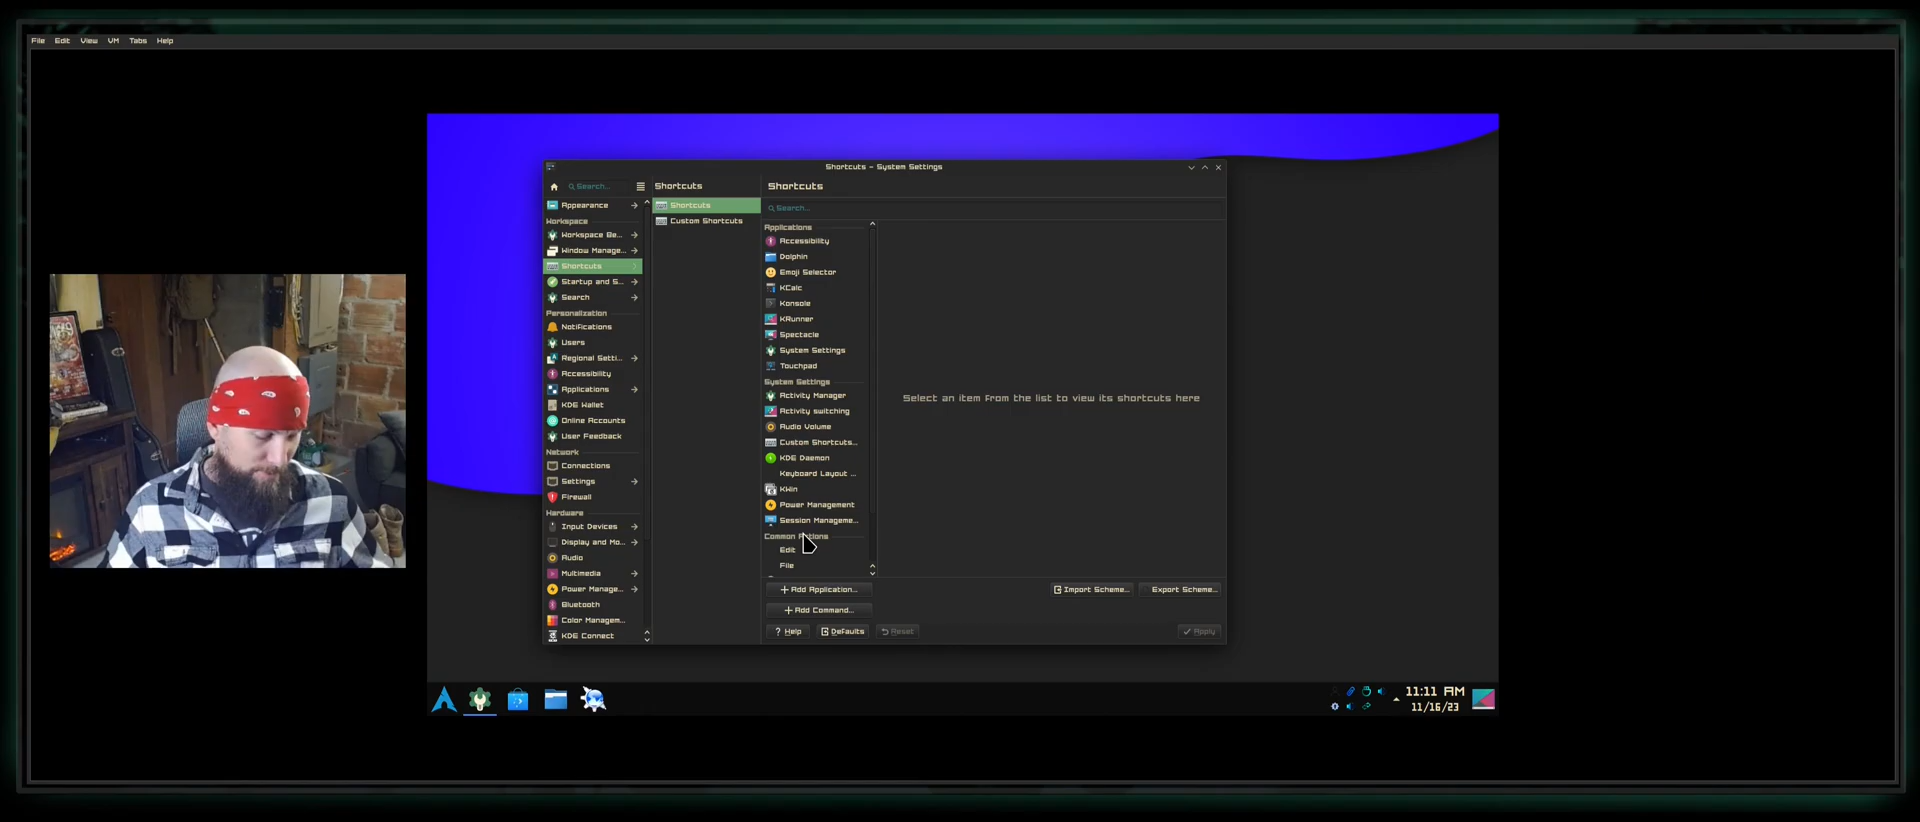 File Edit View VM Tabs Help
Shortcuts – System Settings
Search...
Appearance
Workspace
Workspace Be...
Window Manage...
Shortcuts
Startup and S...
Search
Personalization
Notifications
Users
Regional Setti...
Accessibility
Applications
KDE Wallet
Online Accounts
User Feedback
Network
Connections
Settings
Firewall
Hardware
Input Devices
Display and Mo...
Audio
Multimedia
Power Manage...
Bluetooth
Color Managem...
KDE Connect
Shortcuts
Shortcuts
Custom Shortcuts
Shortcuts
Search...
Applications
Accessibility
Dolphin
Emoji Selector
KCalc
Konsole
KRunner
Spectacle
System Settings
Touchpad
System Settings
Activity Manager
Activity switching
Audio Volume
Custom Shortcuts...
KDE Daemon
Keyboard Layout ...
KWin
Power Management
Session Manageme...
Common
Edit
File
Select an item from the list to view its shortcuts here
+ Add Application...
+ Add Command...
Import Scheme... Export Scheme...
? Help Defaults Reset Apply
11:11 AM
11/16/23